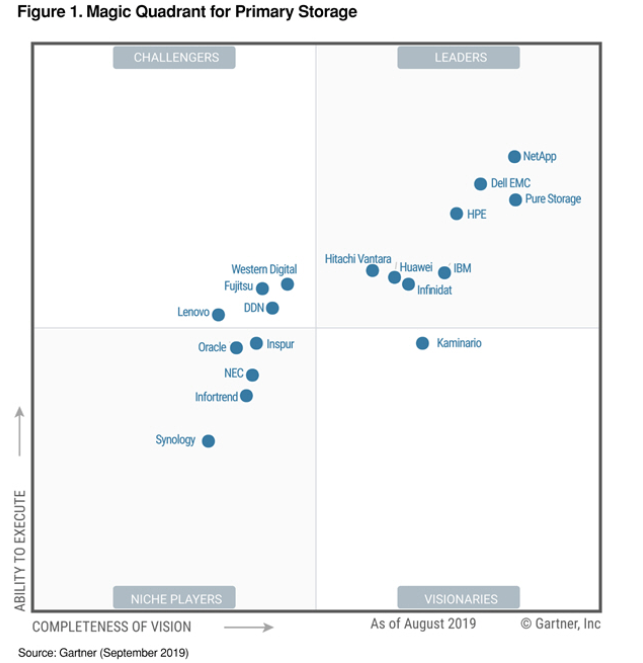 Figure 1. Magic Quadrant for Primary Storage
CHALLENGERS
LEADERS
NetApp
Dell EMC
Pure Storage
HPE
Hitachi Vantara
Huawei
IBM
Infinidat
Western Digital
Fujitsu
DDN
Lenovo
Oracle
Inspur
Kaminario
NEC
Infortrend
Synology
ABILITY TO EXECUTE
NICHE PLAYERS
VISIONARIES
COMPLETENESS OF VISION
As of August 2019
© Gartner, Inc
Source: Gartner (September 2019)